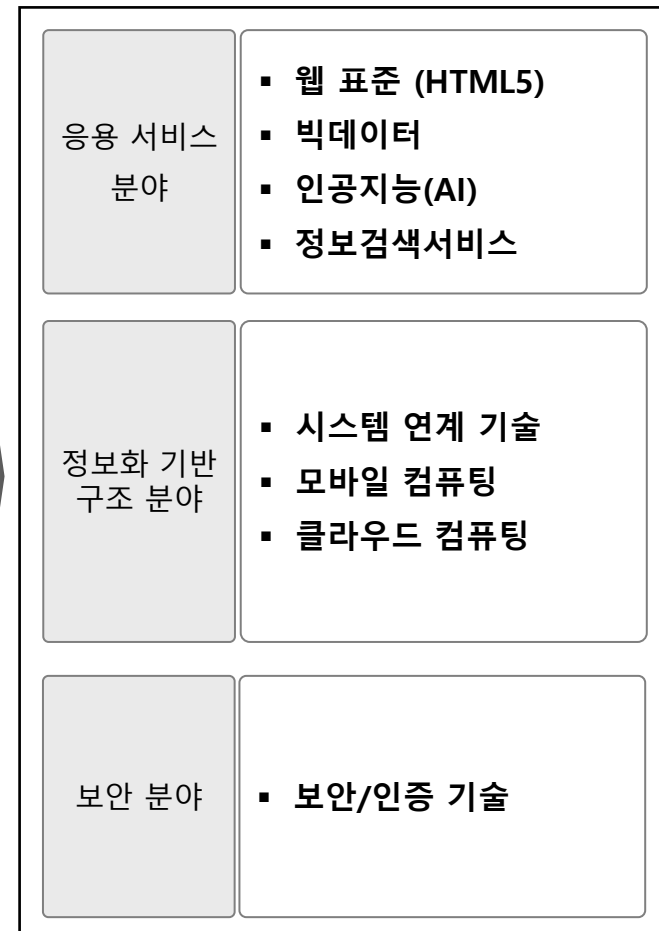 응용 서비스
분야
▪ 웹 표준 (HTML5)
▪ 빅데이터
▪ 인공지능(AI)
▪ 정보검색서비스
정보화 기반
구조 분야
▪ 시스템 연계 기술
▪ 모바일 컴퓨팅
▪ 클라우드 컴퓨팅
보안 분야
▪ 보안/인증 기술